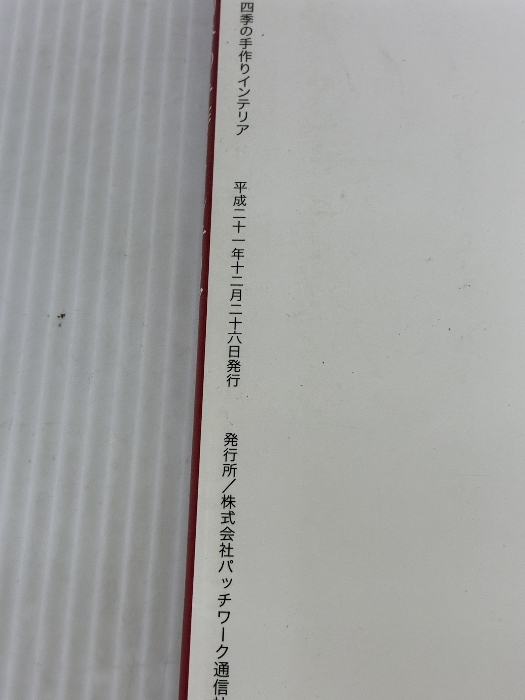 四季の手作りインテリア
平成二十一年十二月二十六日発行
発行所／株式会社パッチワーク通信社